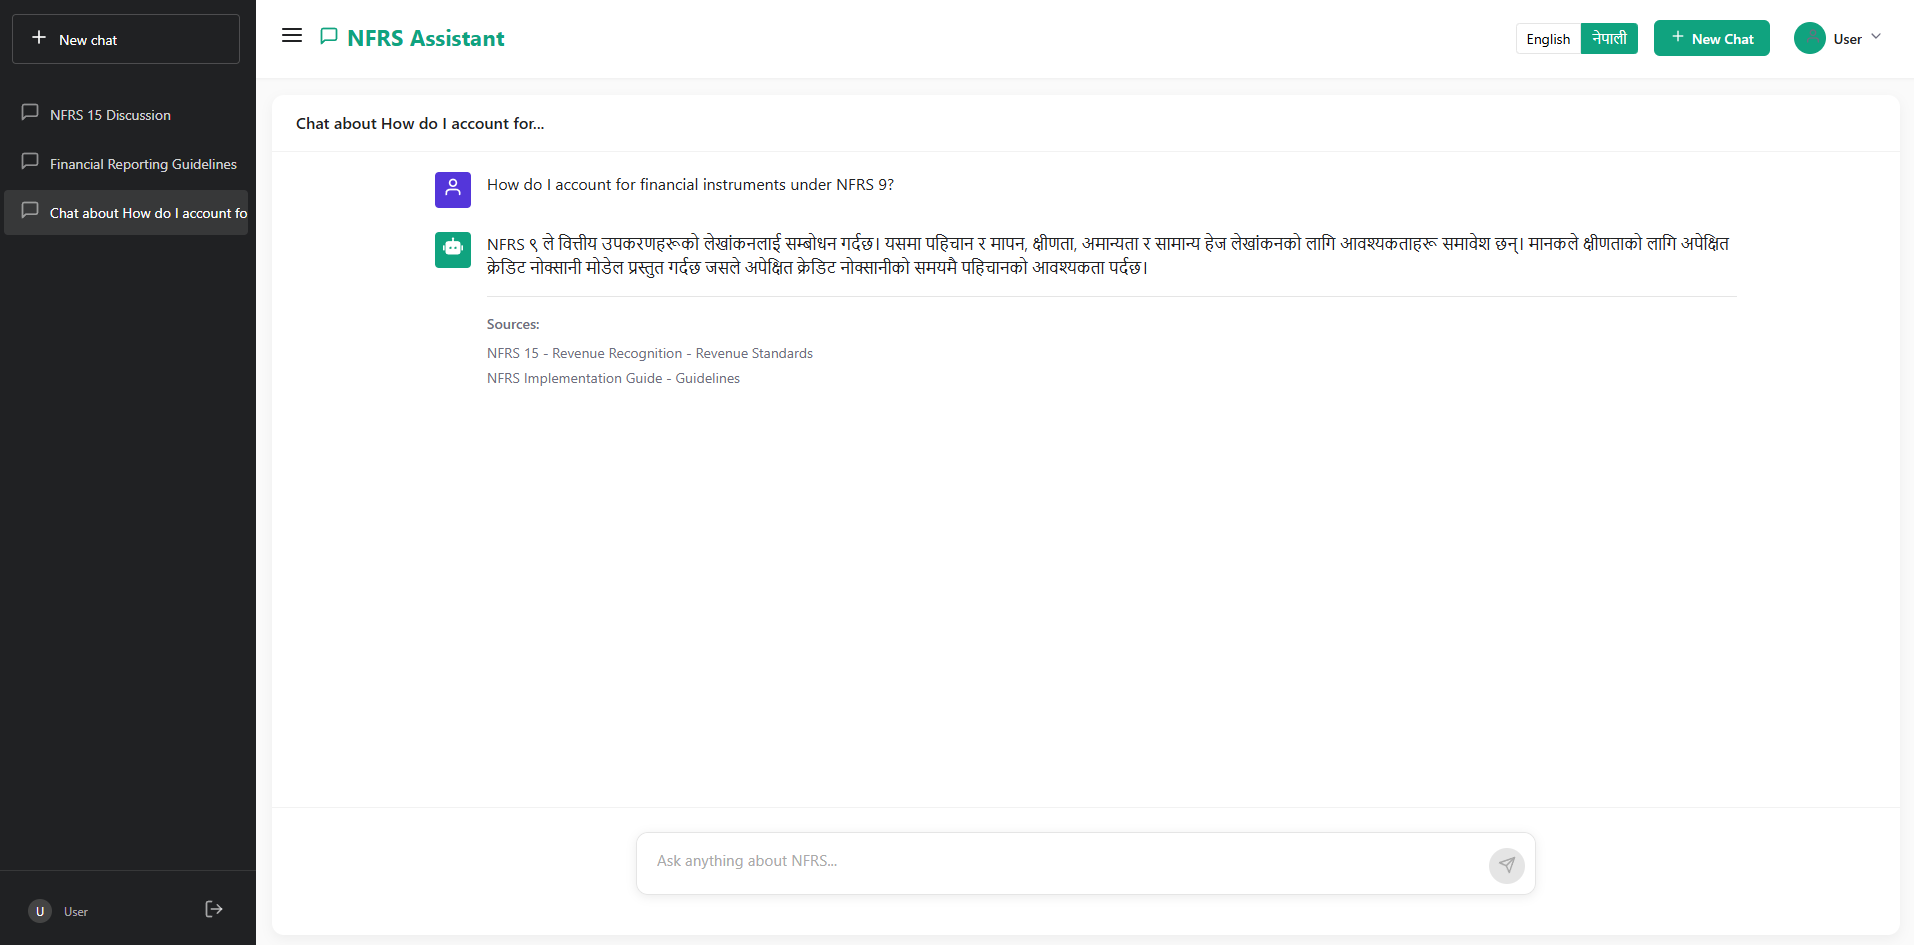 New chat
NFRS 15 Discussion
Financial Reporting Guidelines
Chat about How do I account fo
U User
NFRS Assistant
English नेपाली New Chat User
Chat about How do I account for...
How do I account for financial instruments under NFRS 9?
NFRS ९ ले वित्तीय उपकरणहरूको लेखांकनलाई सम्बोधन गर्दछ। यसमा पहिचान र मापन, क्षीणता, अमान्यता र सामान्य हेज लेखांकनको लागि आवश्यकताहरू समावेश छन्। मानकले क्षीणताको लागि अपेक्षित
क्रेडिट नोक्सानी मोडेल प्रस्तुत गर्दछ जसले अपेक्षित क्रेडिट नोक्सानीको समयमै पहिचानको आवश्यकता पर्दछ।
Sources:
NFRS 15 - Revenue Recognition - Revenue Standards
NFRS Implementation Guide - Guidelines
Ask anything about NFRS...